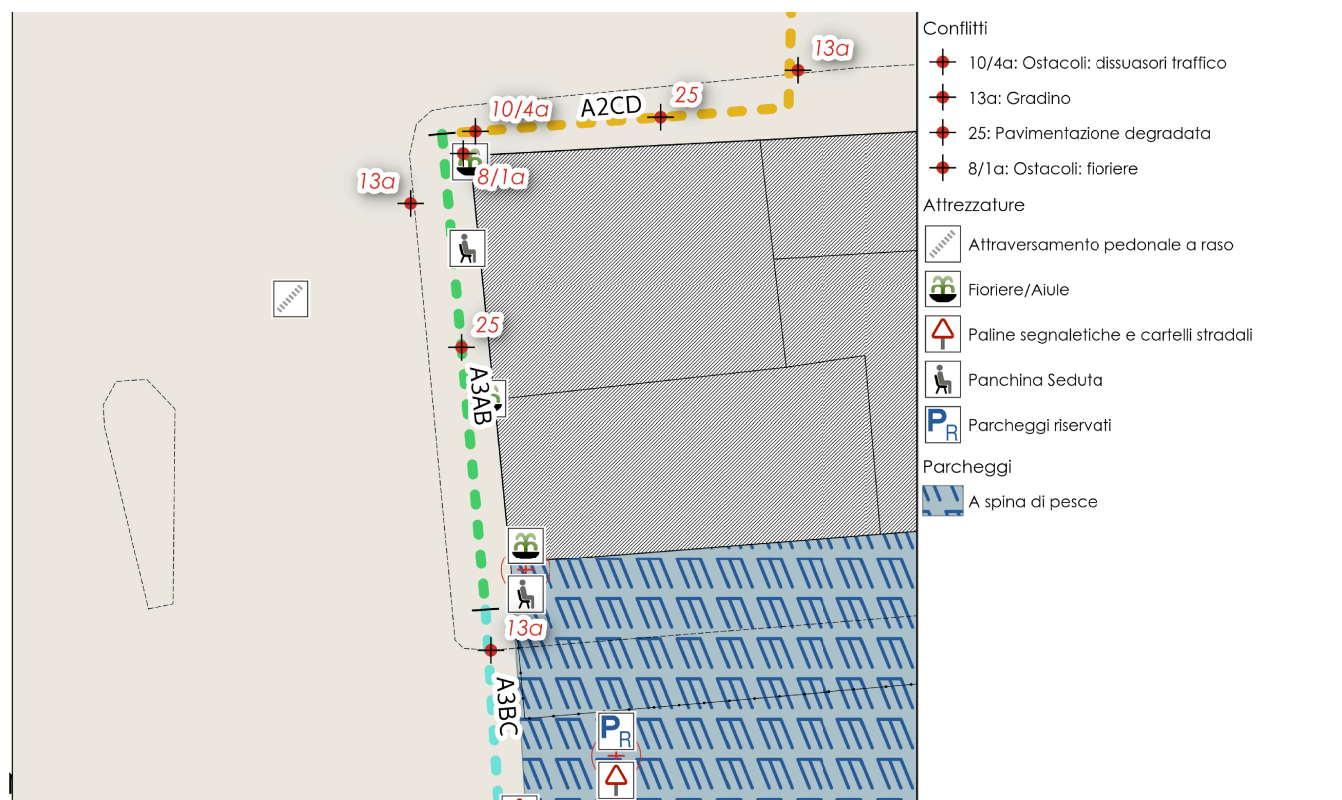 13a
25
10/4a
A2CD
8/1a
13a
25
A3AB
13a
A3BC
PR
Conflitti
10/4a: Ostacoli: dissuasori traffico
13a: Gradino
25: Pavimentazione degradata
8/1a: Ostacoli: fioriere
Attrezzature
Attraversamento pedonale a raso
Fioriere/Aiule
Paline segnaletiche e cartelli stradali
Panchina Seduta
PR Parcheggi riservati
Parcheggi
A spina di pesce